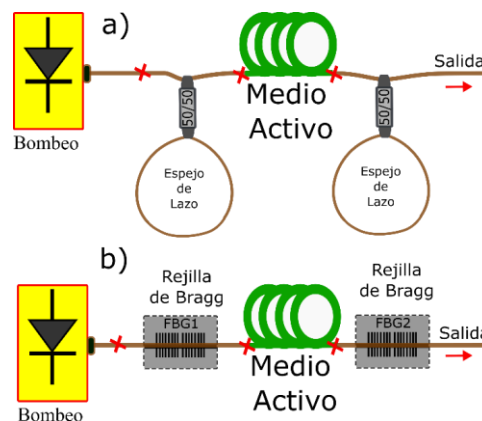 a)
Bombeo
50/50
Espejo
de
Lazo
Medio
Activo
50/50
Espejo
de
Lazo
Salida
b)
Bombeo
Rejilla
de Bragg
FBG1
Medio
Activo
Rejilla
de Bragg
FBG2
Salida